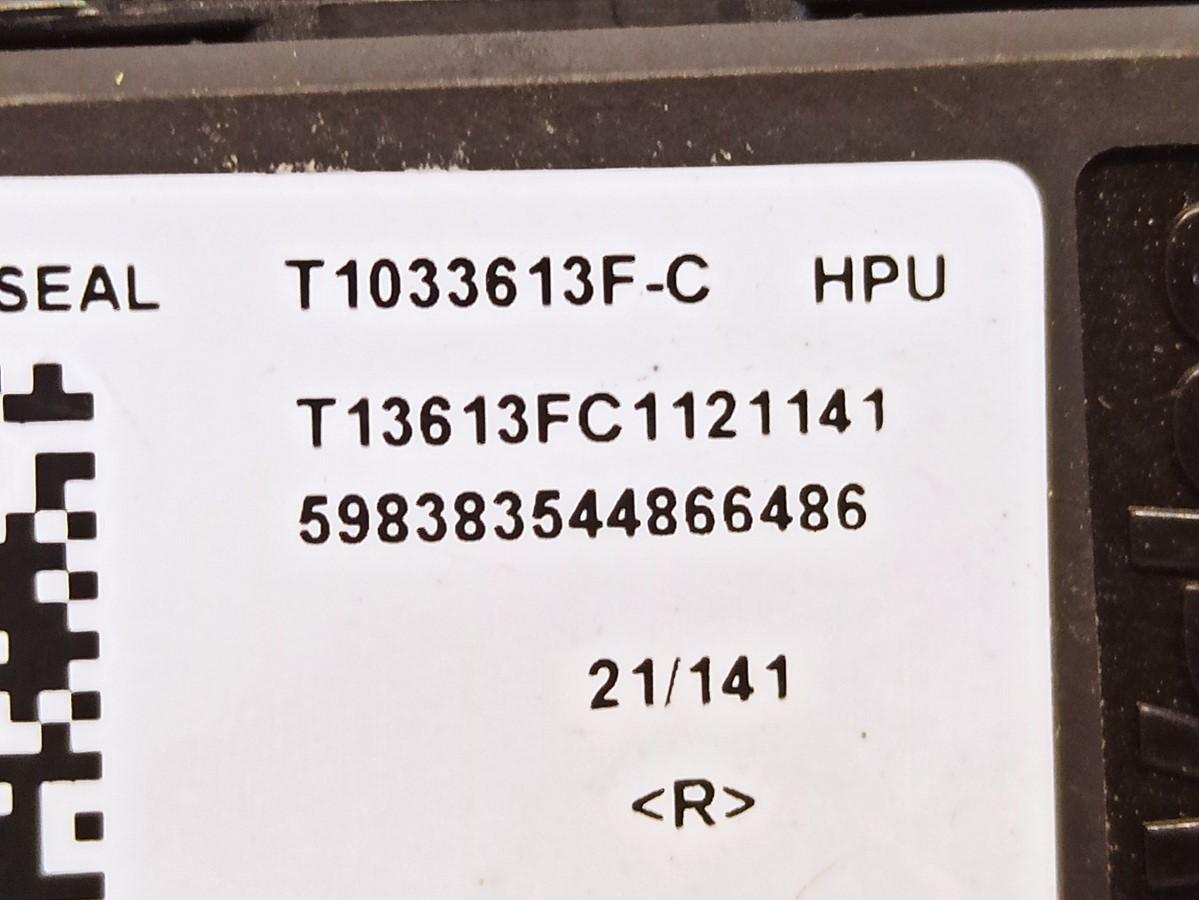 SEAL T1033613F-C HPU
T13613FC1121141
598383544866486
21/141
<R>